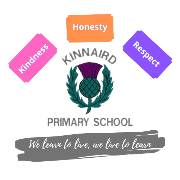 Honesty
Kindness
Respect
KINNAIRD
PRIMARY SCHOOL
We learn to live, we live to learn